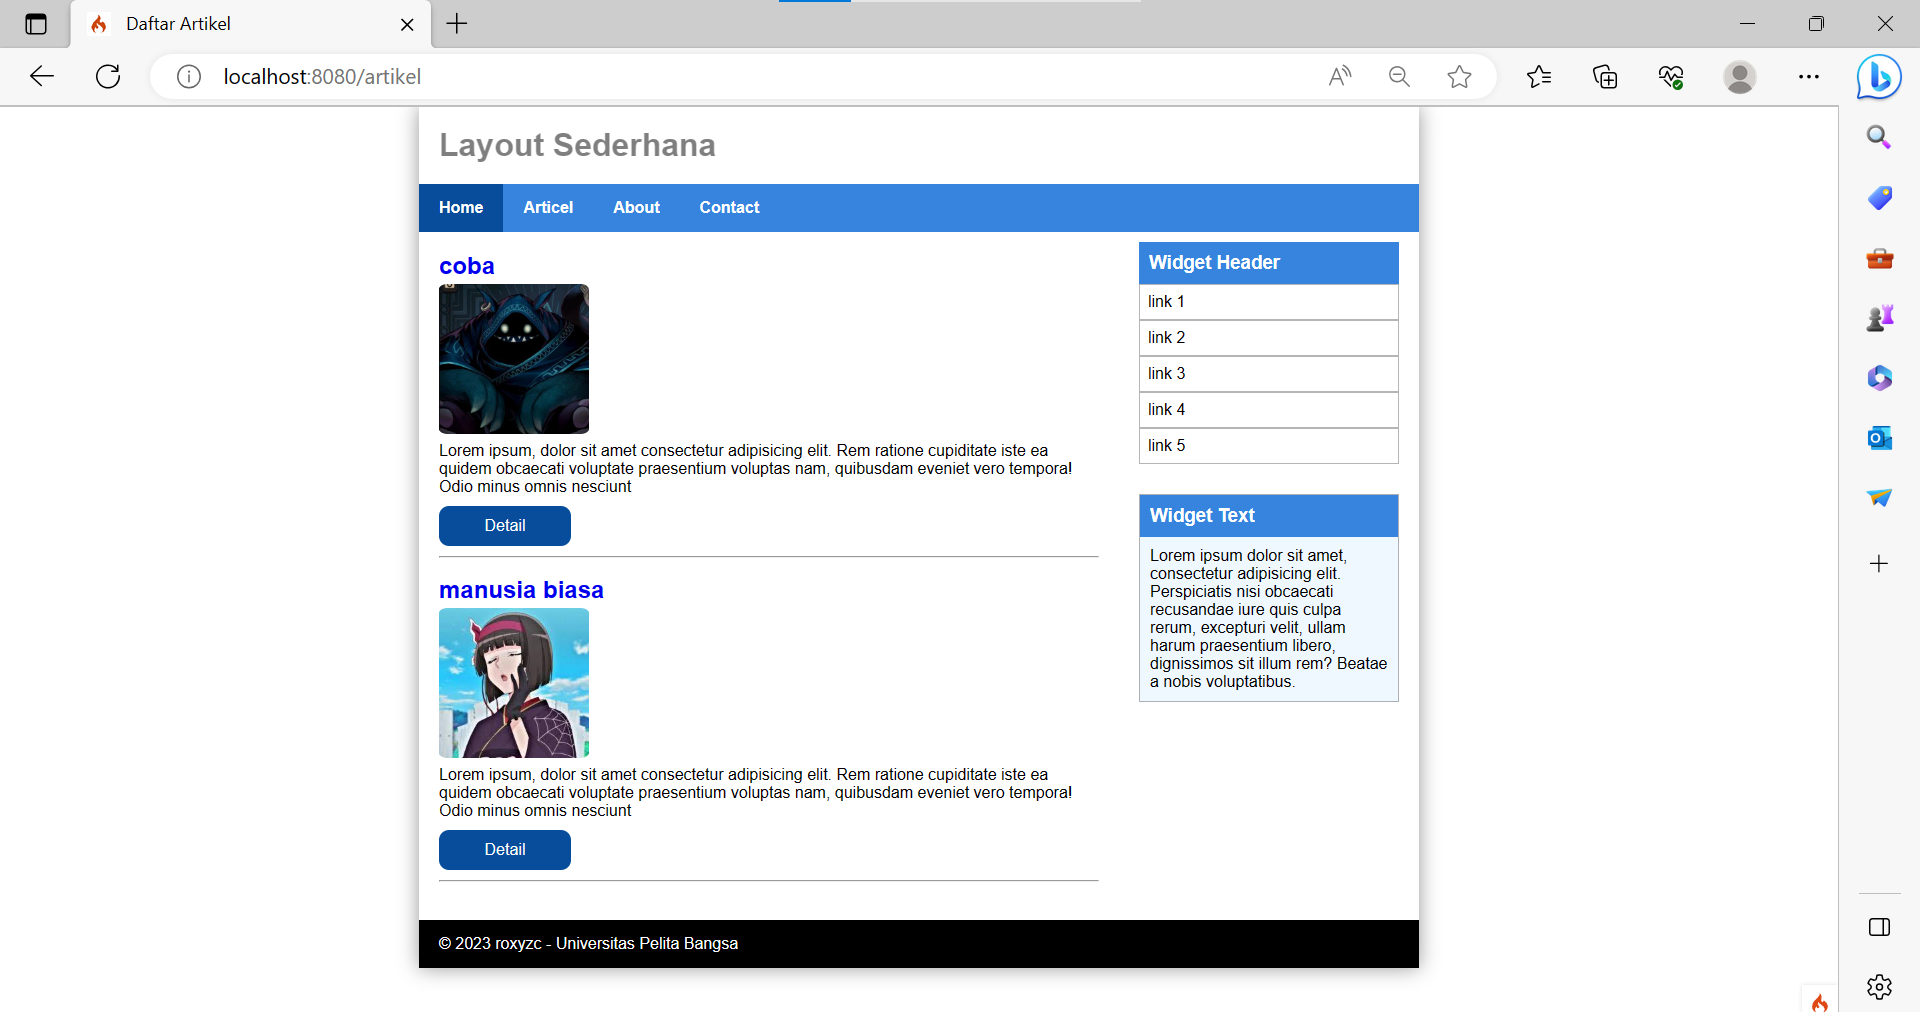 Daftar Artikel
localhost:8080/artikel
Layout Sederhana
Home Articel About Contact
coba
Lorem ipsum, dolor sit amet consectetur adipisicing elit. Rem ratione cupiditate iste ea
quidem obcaecati voluptate praesentium voluptas nam, quibusdam eveniet vero tempora!
Odio minus omnis nesciunt
Detail
manusia biasa
Lorem ipsum, dolor sit amet consectetur adipisicing elit. Rem ratione cupiditate iste ea
quidem obcaecati voluptate praesentium voluptas nam, quibusdam eveniet vero tempora!
Odio minus omnis nesciunt
Detail
Widget Header
link 1
link 2
link 3
link 4
link 5
Widget Text
Lorem ipsum dolor sit amet,
consectetur adipisicing elit.
Perspiciatis nisi obcaecati
recusandae iure quis culpa
rerum, excepturi velit, ullam
harum praesentium libero,
dignissimos sit illum rem? Beatae
a nobis voluptatibus.
© 2023 roxyzc - Universitas Pelita Bangsa